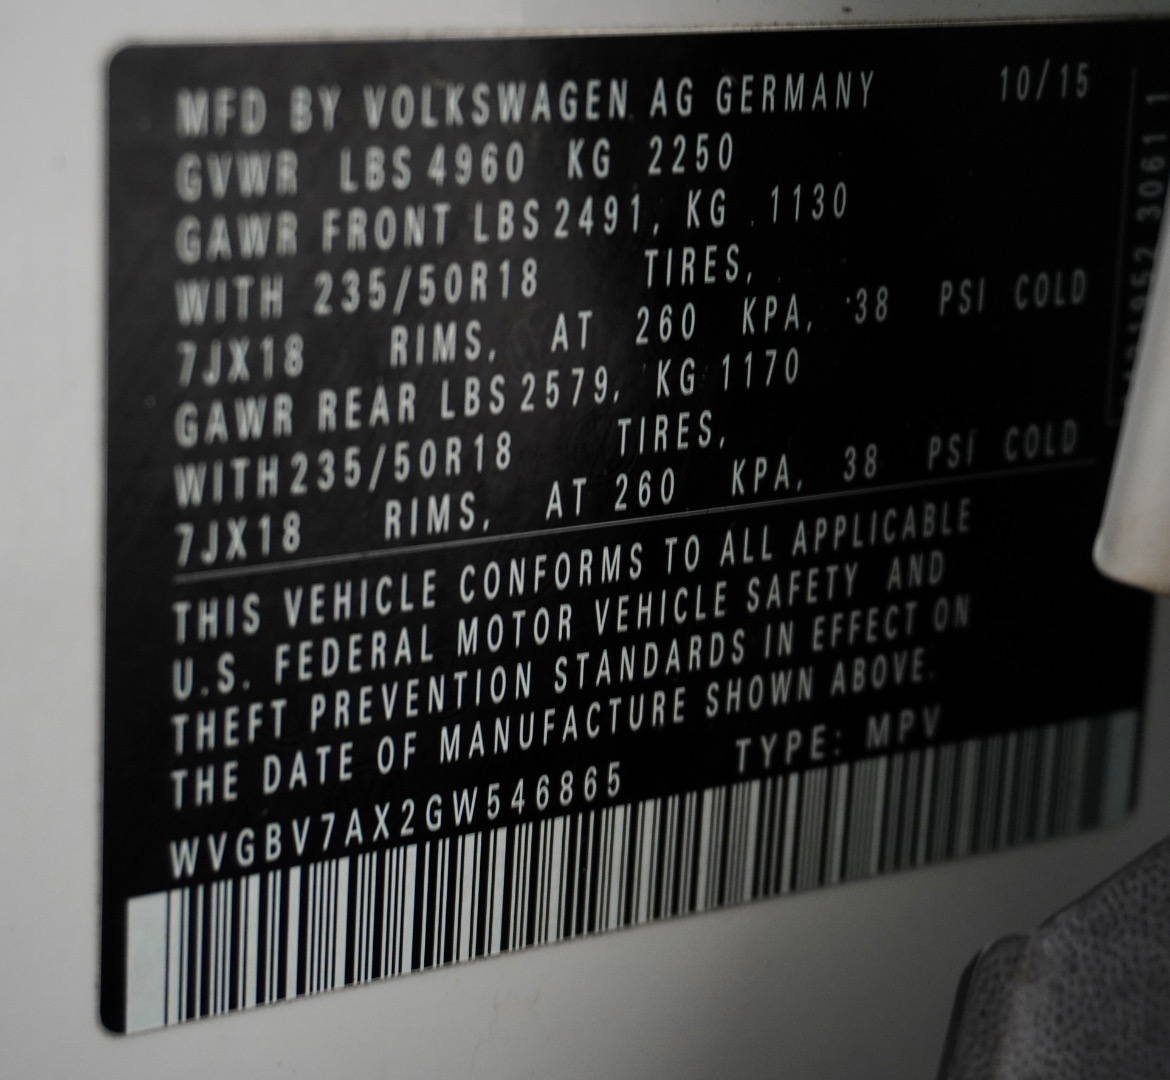 MFD BY VOLKSWAGEN AG GERMANY 10/15
GVWR LBS 4960 KG 2250
GAWR FRONT LBS 2491, KG 1130
WITH 235/50R18 TIRES,
7JX18 RIMS, AT 260 KPA, 38 PSI COLD
GAWR REAR LBS 2579, KG 1170
WITH 235/50R18 TIRES,
7JX18 RIMS, AT 260 KPA, 38 PSI COLD
THIS VEHICLE CONFORMS TO ALL APPLICABLE
U.S. FEDERAL MOTOR VEHICLE SAFETY AND
THEFT PREVENTION STANDARDS IN EFFECT ON
THE DATE OF MANUFACTURE SHOWN ABOVE.
WVGBV7AX2GW546865 TYPE: MPV